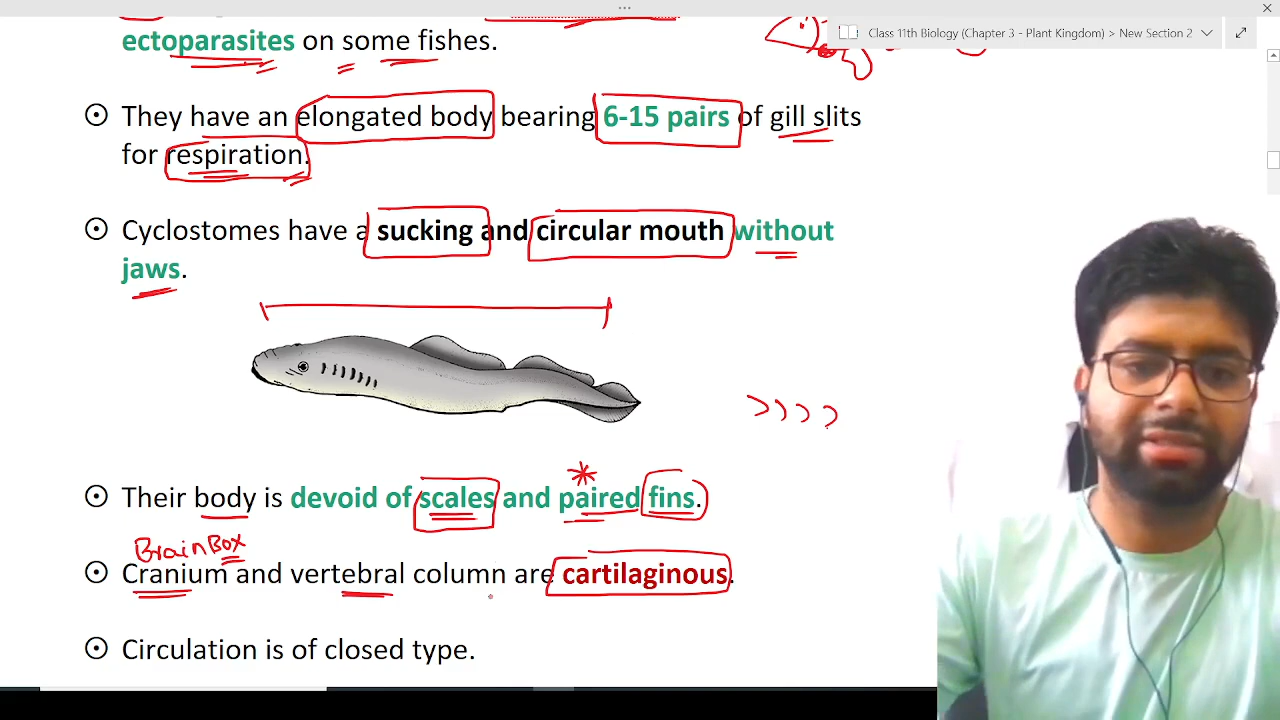 Class 11th Biology (Chapter 3 - Plant Kingdom) > New Section 2
ectoparasites on some fishes.
They have an elongated body bearing 6-15 pairs of gill slits
for respiration.
Cyclostomes have a sucking and circular mouth without
jaws.
Their body is devoid of scales and paired fins.
BrainBox
Cranium and vertebral column are cartilaginous.
Circulation is of closed type.